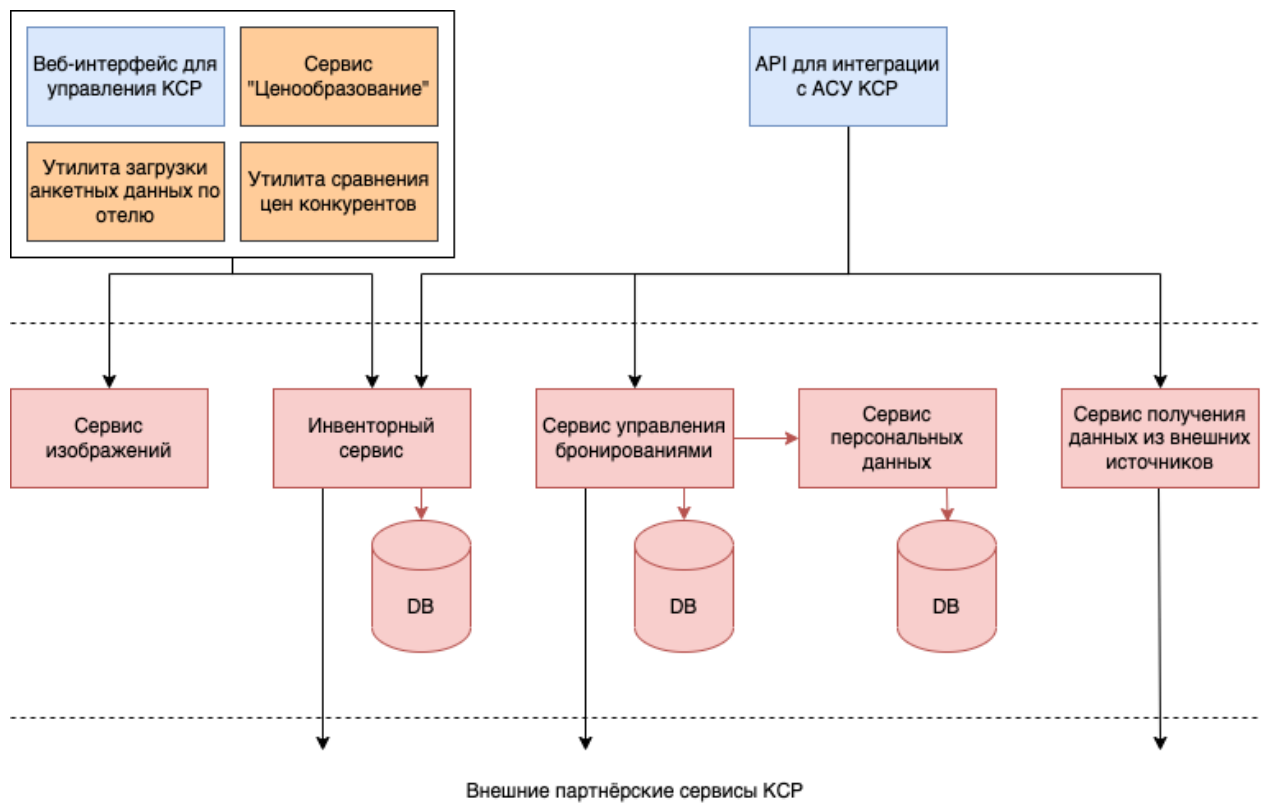 Веб-интерфейс для
управления КСР
Сервис
"Ценообразование"
API для интеграции
с АСУ КСР
Утилита загрузки
анкетных данных по
отелю
Утилита сравнения
цен конкурентов
Сервис
изображений
Инвенторный
сервис
Сервис управления
бронированиями
Сервис
персональных
данных
Сервис получения
данных из внешних
источников
DB
DB
DB
Внешние партнёрские сервисы КСР